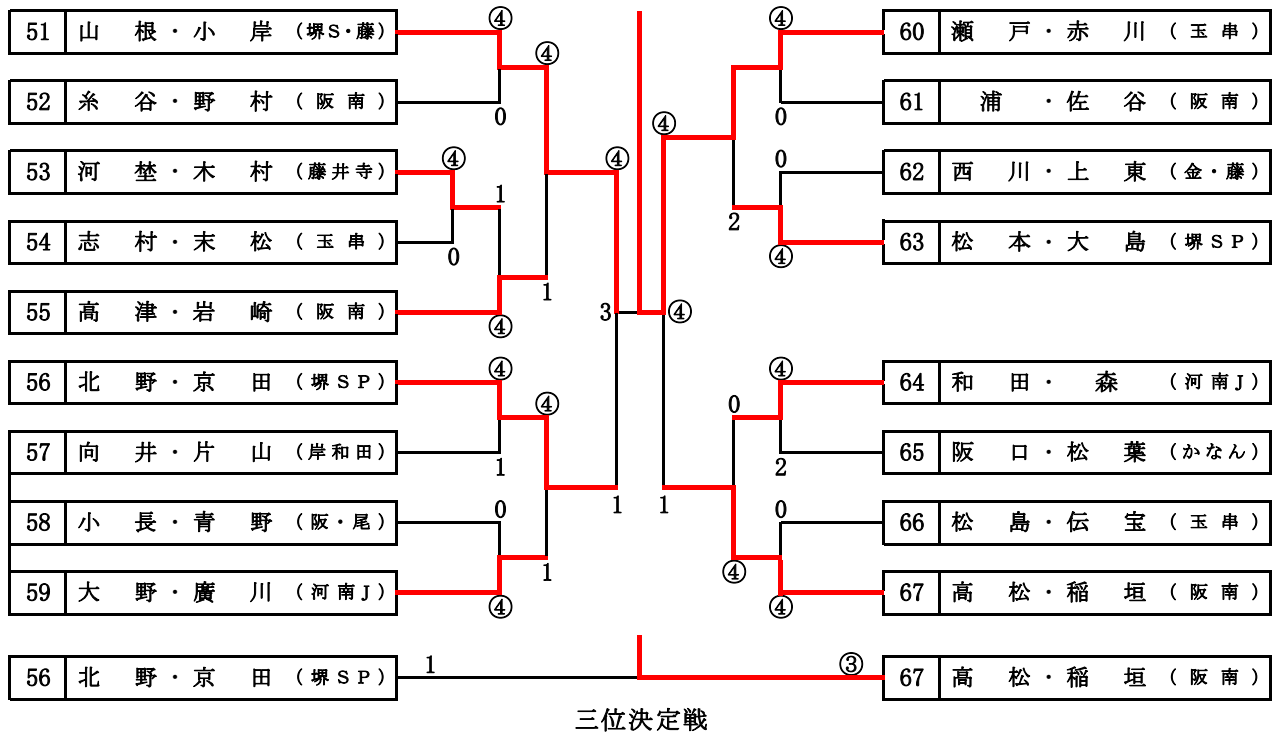 51 山根・小岸 (堺S・藤)
52 糸谷・野村 (阪南)
53 河埜・木村 (藤井寺)
54 志村・末松 (玉串)
55 高津・岩崎 (阪南)
56 北野・京田 (堺SP)
57 向井・片山 (岸和田)
58 小長・青野 (阪・尾)
59 大野・廣川 (河南J)
56 北野・京田 (堺SP)
④
0
④
④
0
1
④
1
④
④
1
④
0
④
1
④
3
1
1
④
④
0
0
④
④
2
④
2
0
④
0
④
1
④
60 瀬戸・赤川 (玉串)
61 浦・佐谷 (阪南)
62 西川・上東 (金・藤)
63 松本・大島 (堺SP)
64 和田・森 (河南J)
65 阪口・松葉 (かなん)
66 松島・伝宝 (玉串)
67 高松・稲垣 (阪南)
③
67 高松・稲垣 (阪南)
三位決定戦